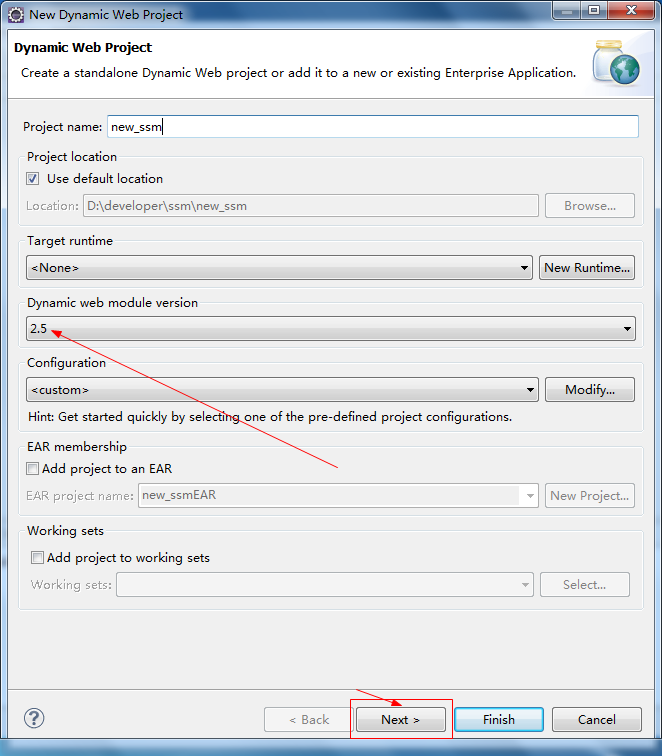 New Dynamic Web Project
Dynamic Web Project
Create a standalone Dynamic Web project or add it to a new or existing Enterprise Application.
Project name: new_ssm
Project location
Use default location
Location: D:\developer\ssm\new_ssm Browse...
Target runtime
<None> New Runtime...
Dynamic web module version
2.5
Configuration
<custom> Modify...
Hint: Get started quickly by selecting one of the pre-defined project configurations.
EAR membership
Add project to an EAR
EAR project name: new_ssmEAR New Project...
Working sets
Add project to working sets
Working sets: Select...
? < Back Next > Finish Cancel